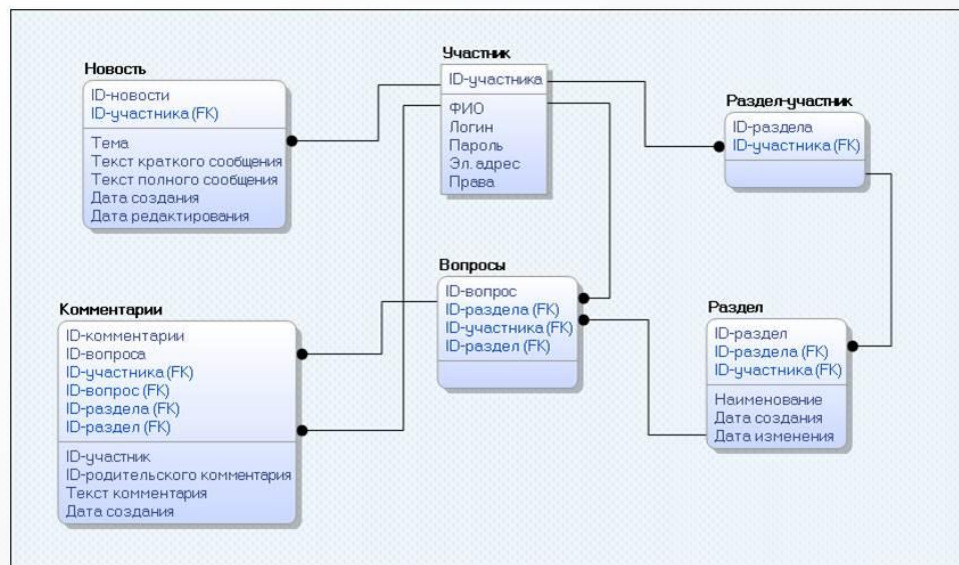 Новость
ID-новости
ID-участника (FK)
Тема
Текст краткого сообщения
Текст полного сообщения
Дата создания
Дата редактирования
Участник
ID-участника
ФИО
Логин
Пароль
Эл. адрес
Права
Раздел-участник
ID-раздела
ID-участника (FK)
Комментарии
ID-комментарии
ID-вопроса
ID-участника (FK)
ID-вопрос (FK)
ID-раздела (FK)
ID-раздел (FK)
ID-участник
ID-родительского комментария
Текст комментария
Дата создания
Вопросы
ID-вопрос
ID-раздела (FK)
ID-участника (FK)
ID-раздел (FK)
Раздел
ID-раздел
ID-раздела (FK)
ID-участника (FK)
Наименование
Дата создания
Дата изменения